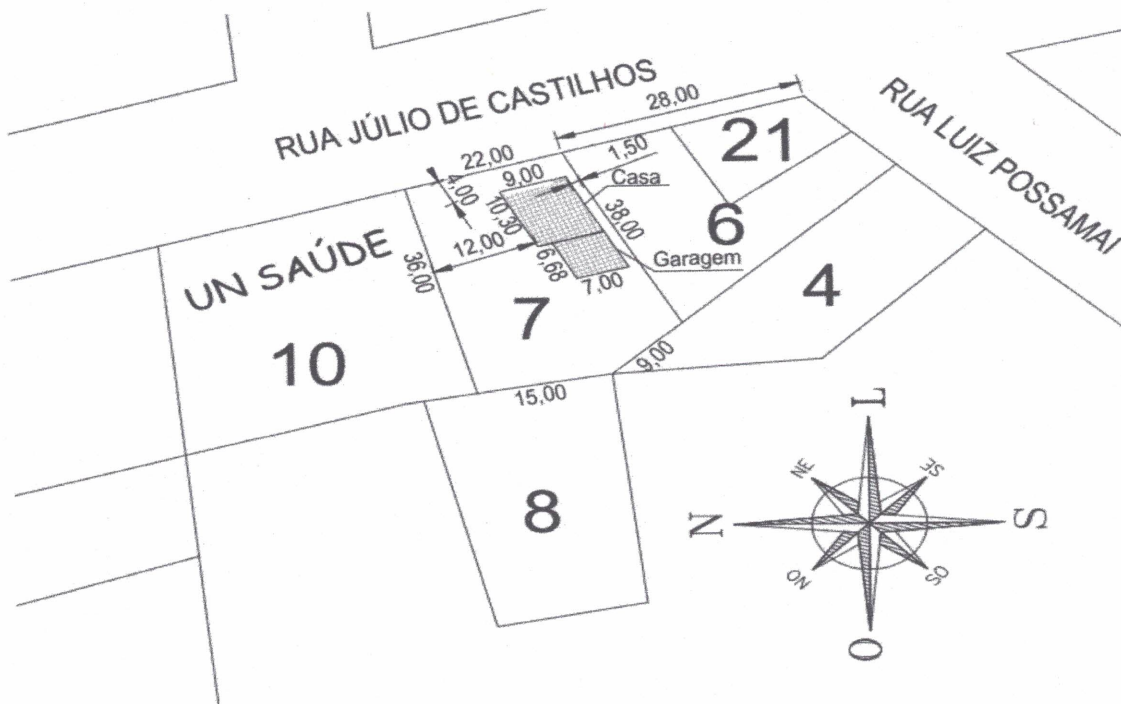 RUA JÚLIO DE CASTILHOS
28,00
RUA LUIZ POSSAMAI
22,00
1,50
21
4,00
9,00
Casa
10,30
38,00
6
UN SAÚDE
36,00
12,00
6,68
Garagem
7,00
4
7
10
9,00
15,00
8
L
NE
SE
N
S
NO
SO
O